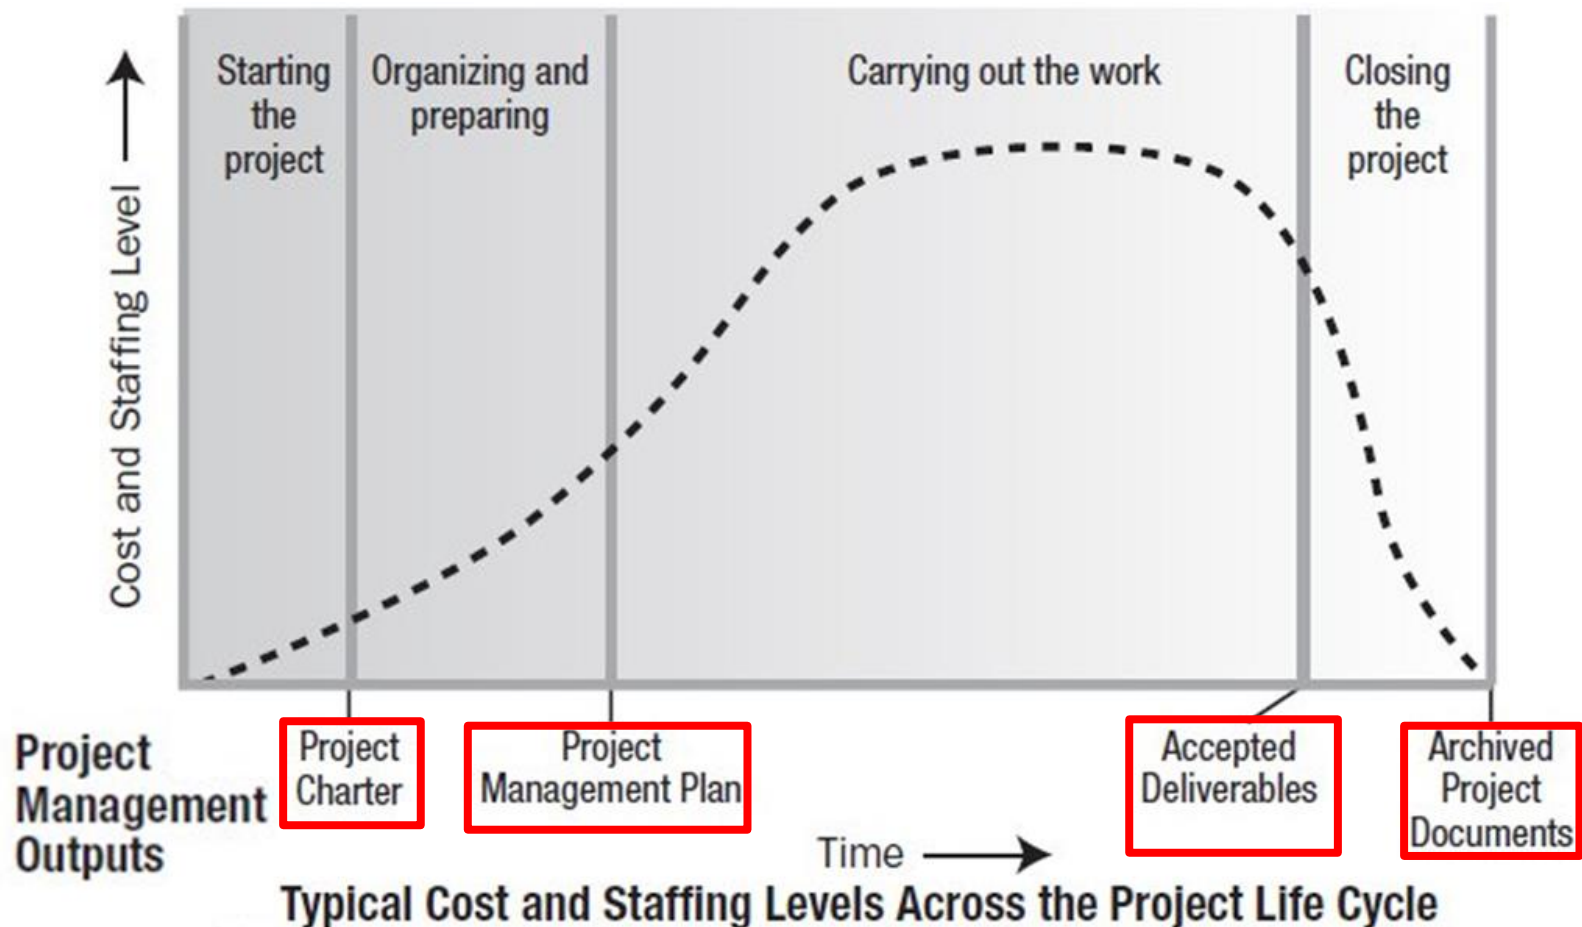 Starting
the
project
Organizing and
preparing
Carrying out the work
Closing
the
project
Cost and Staffing Level
Project
Management
Outputs
Project
Charter
Project
Management Plan
Accepted
Deliverables
Archived
Project
Documents
Time
Typical Cost and Staffing Levels Across the Project Life Cycle